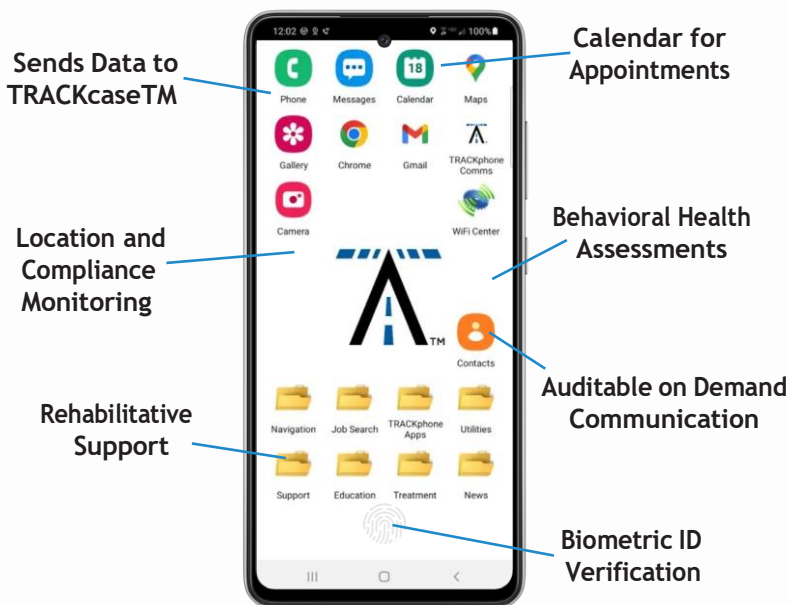 12:02
100%
Sends Data to
TRACKcaseTM
Calendar for
Appointments
18
Phone
Messages
Calendar
Maps
Gallery
Chrome
Gmail
TRACKphone
Comms
Camera
WiFi Center
Location and
Compliance
Monitoring
Behavioral Health
Assessments
TM
Contacts
Auditable on Demand
Communication
Rehabilitative
Support
Navigation
Job Search
TRACKphone
Apps
Utilities
Support
Education
Treatment
News
Biometric ID
Verification